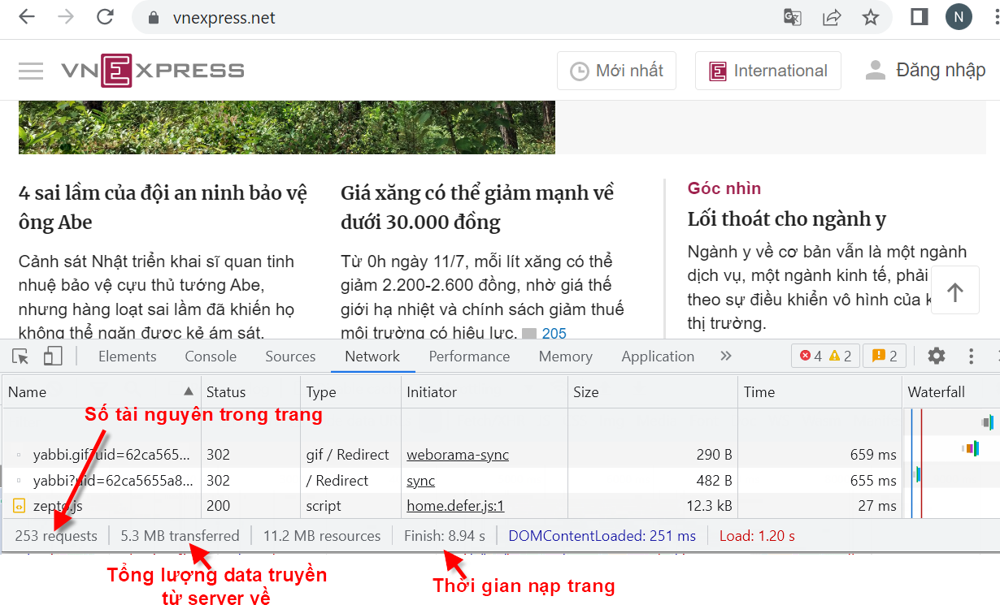 vnexpress.net
N
VNEXPRESS
Mới nhất
E International
Đăng nhập
4 sai lầm của đội an ninh bảo vệ
ông Abe
Cảnh sát Nhật triển khai sĩ quan tinh
nhuệ bảo vệ cựu thủ tướng Abe,
nhưng hàng loạt sai lầm đã khiến họ
không thể ngăn được kẻ ám sát.
Giá xăng có thể giảm mạnh về
dưới 30.000 đồng
Từ 0h ngày 11/7, mỗi lít xăng có thể
giảm 2.200-2.600 đồng, nhờ giá thế
giới hạ nhiệt và chính sách giảm thuế
môi trường có hiệu lực. 205
Góc nhìn
Lối thoát cho ngành y
Ngành y về cơ bản vẫn là một ngành
dịch vụ, một ngành kinh tế, phải
theo sự điều khiển vô hình của k
thị trường.
Elements Console Sources Network Performance Memory Application » 4 2 2
Name Status Type Initiator Size Time Waterfall
Số tài nguyên trong trang
yabbi.gif?uid=62ca565... 302 gif / Redirect weborama-sync 290 B 659 ms
yabbi?uid=62ca5655a8... 302 / Redirect sync 482 B 655 ms
zepto.js 200 script home.defer.js:1 12.3 kB 27 ms
253 requests 5.3 MB transferred 11.2 MB resources Finish: 8.94 s DOMContentLoaded: 251 ms Load: 1.20 s
Tổng lượng data truyền
từ server về
Thời gian nạp trang